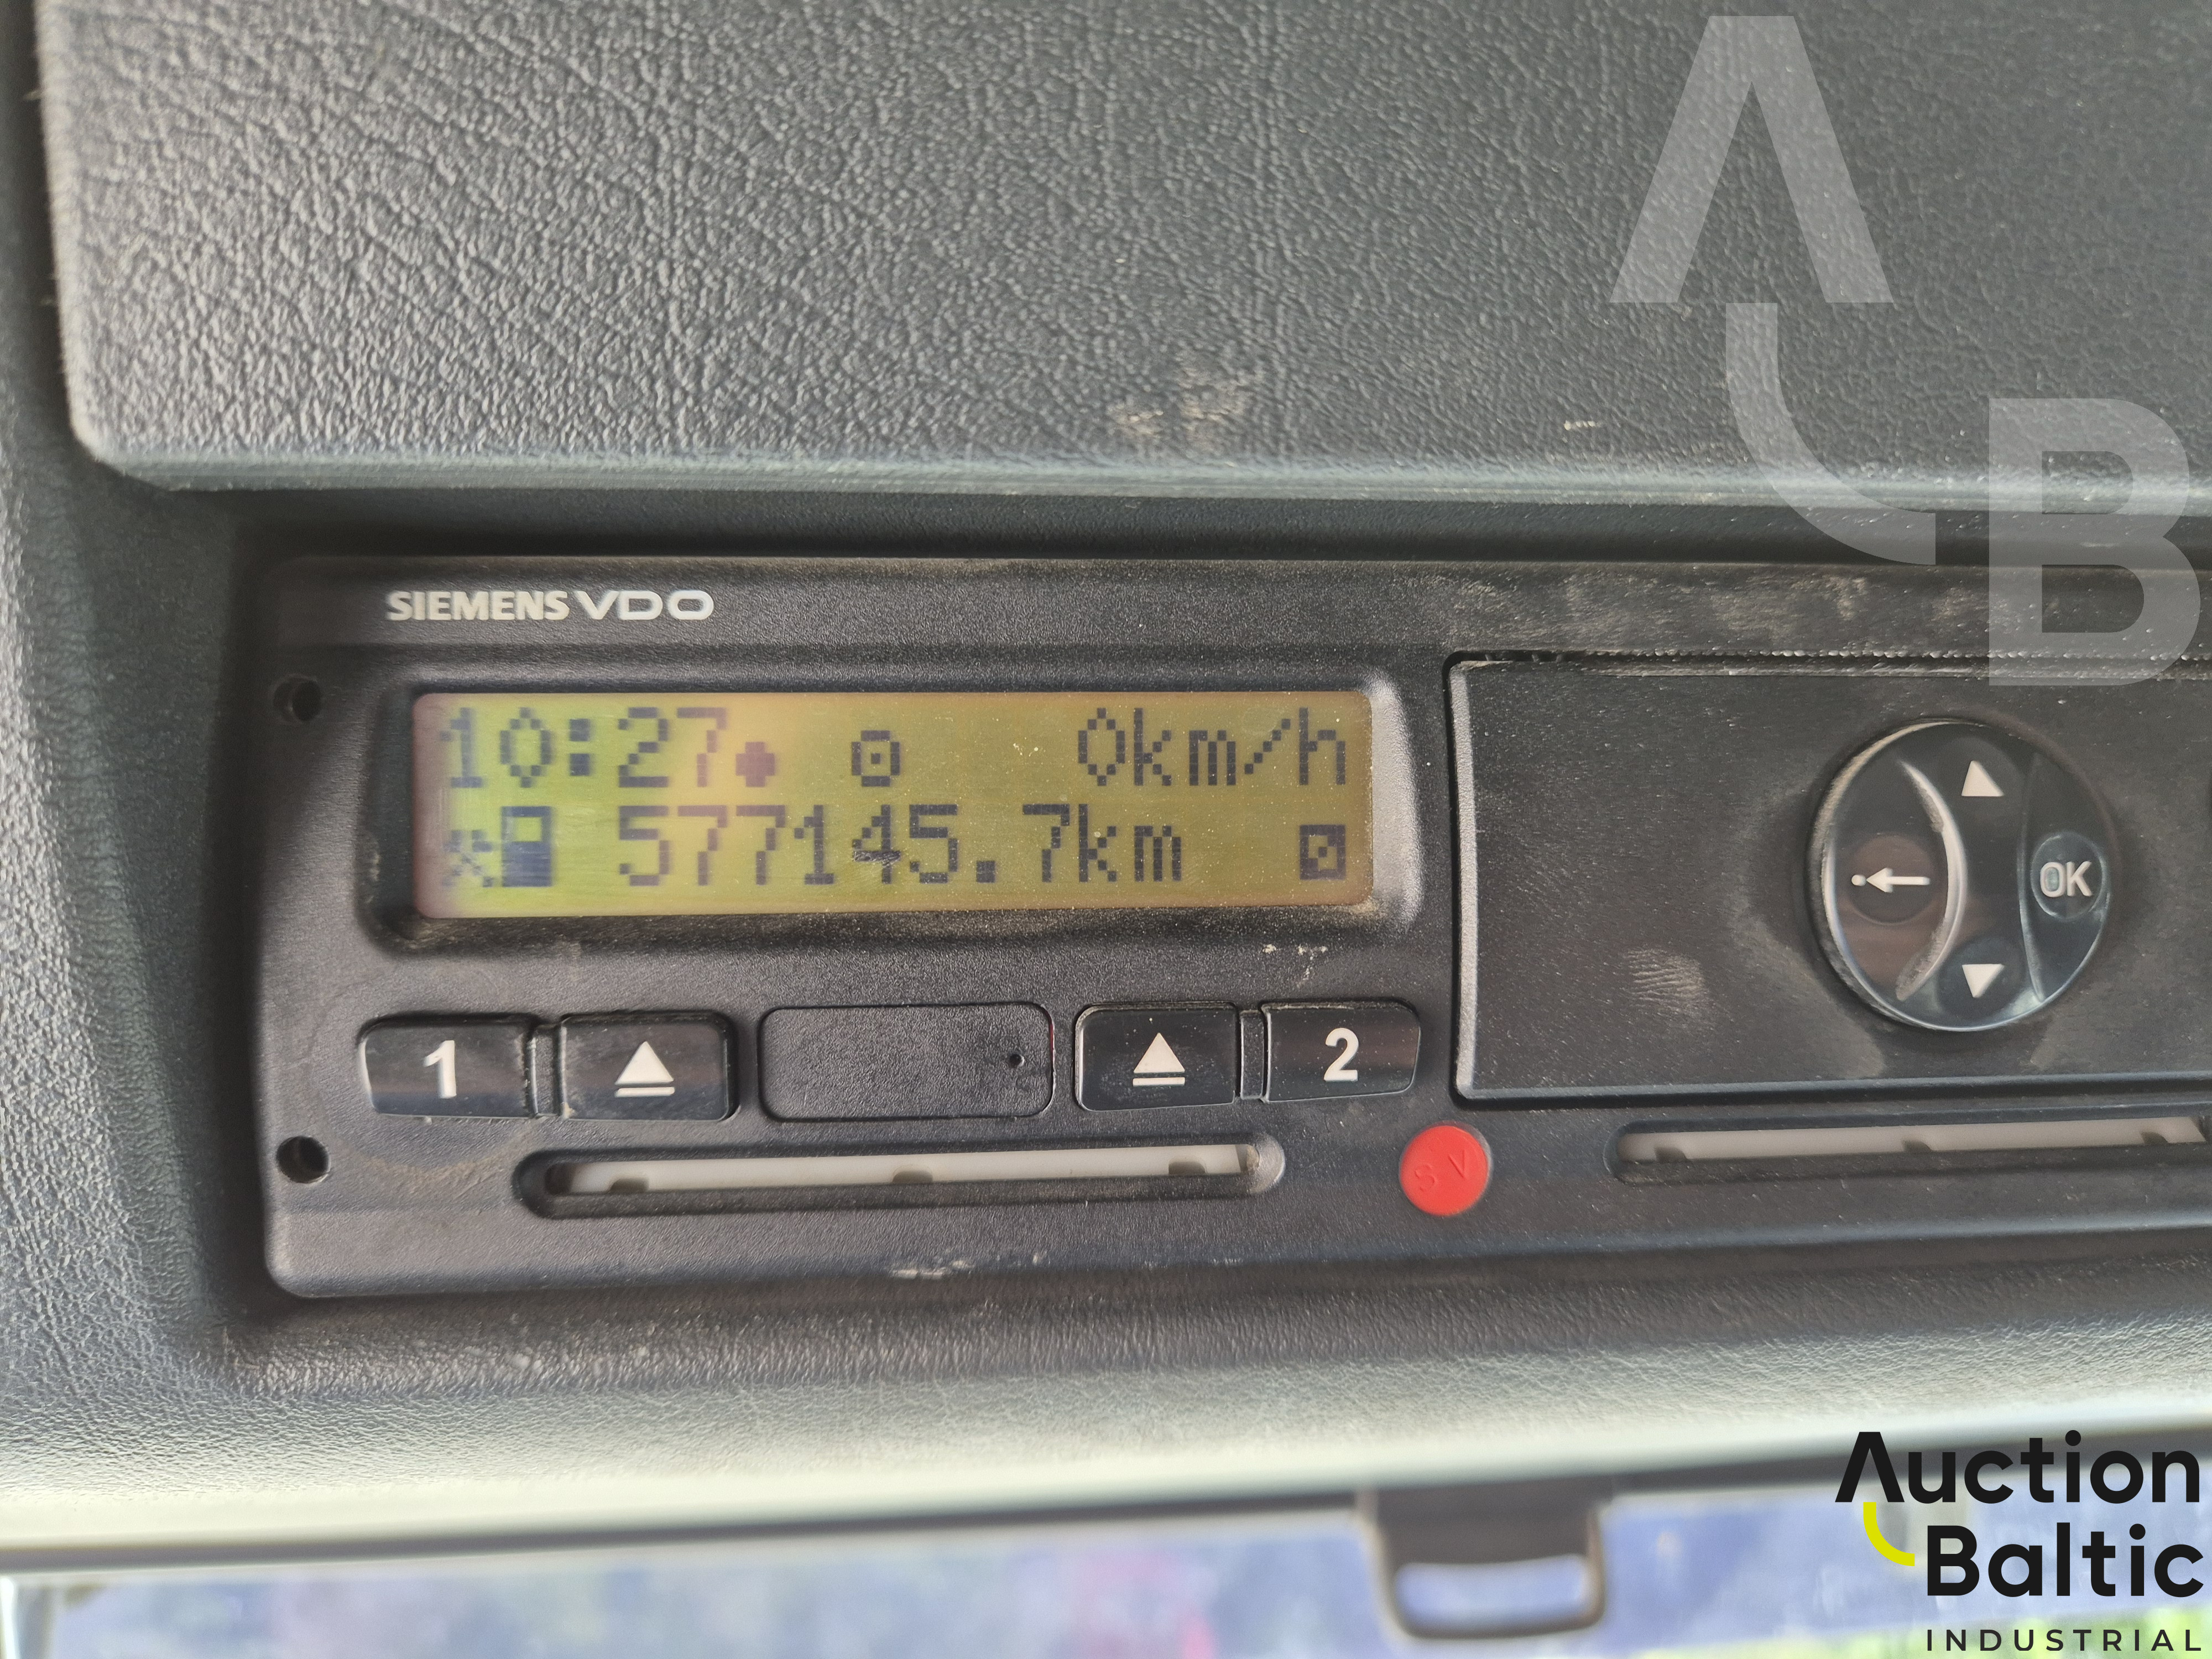 SIEMENS VDO
10:27 0km/h
577145.7km
OK
1 2
S V
A
B
Auction
Baltic
INDUSTRIAL